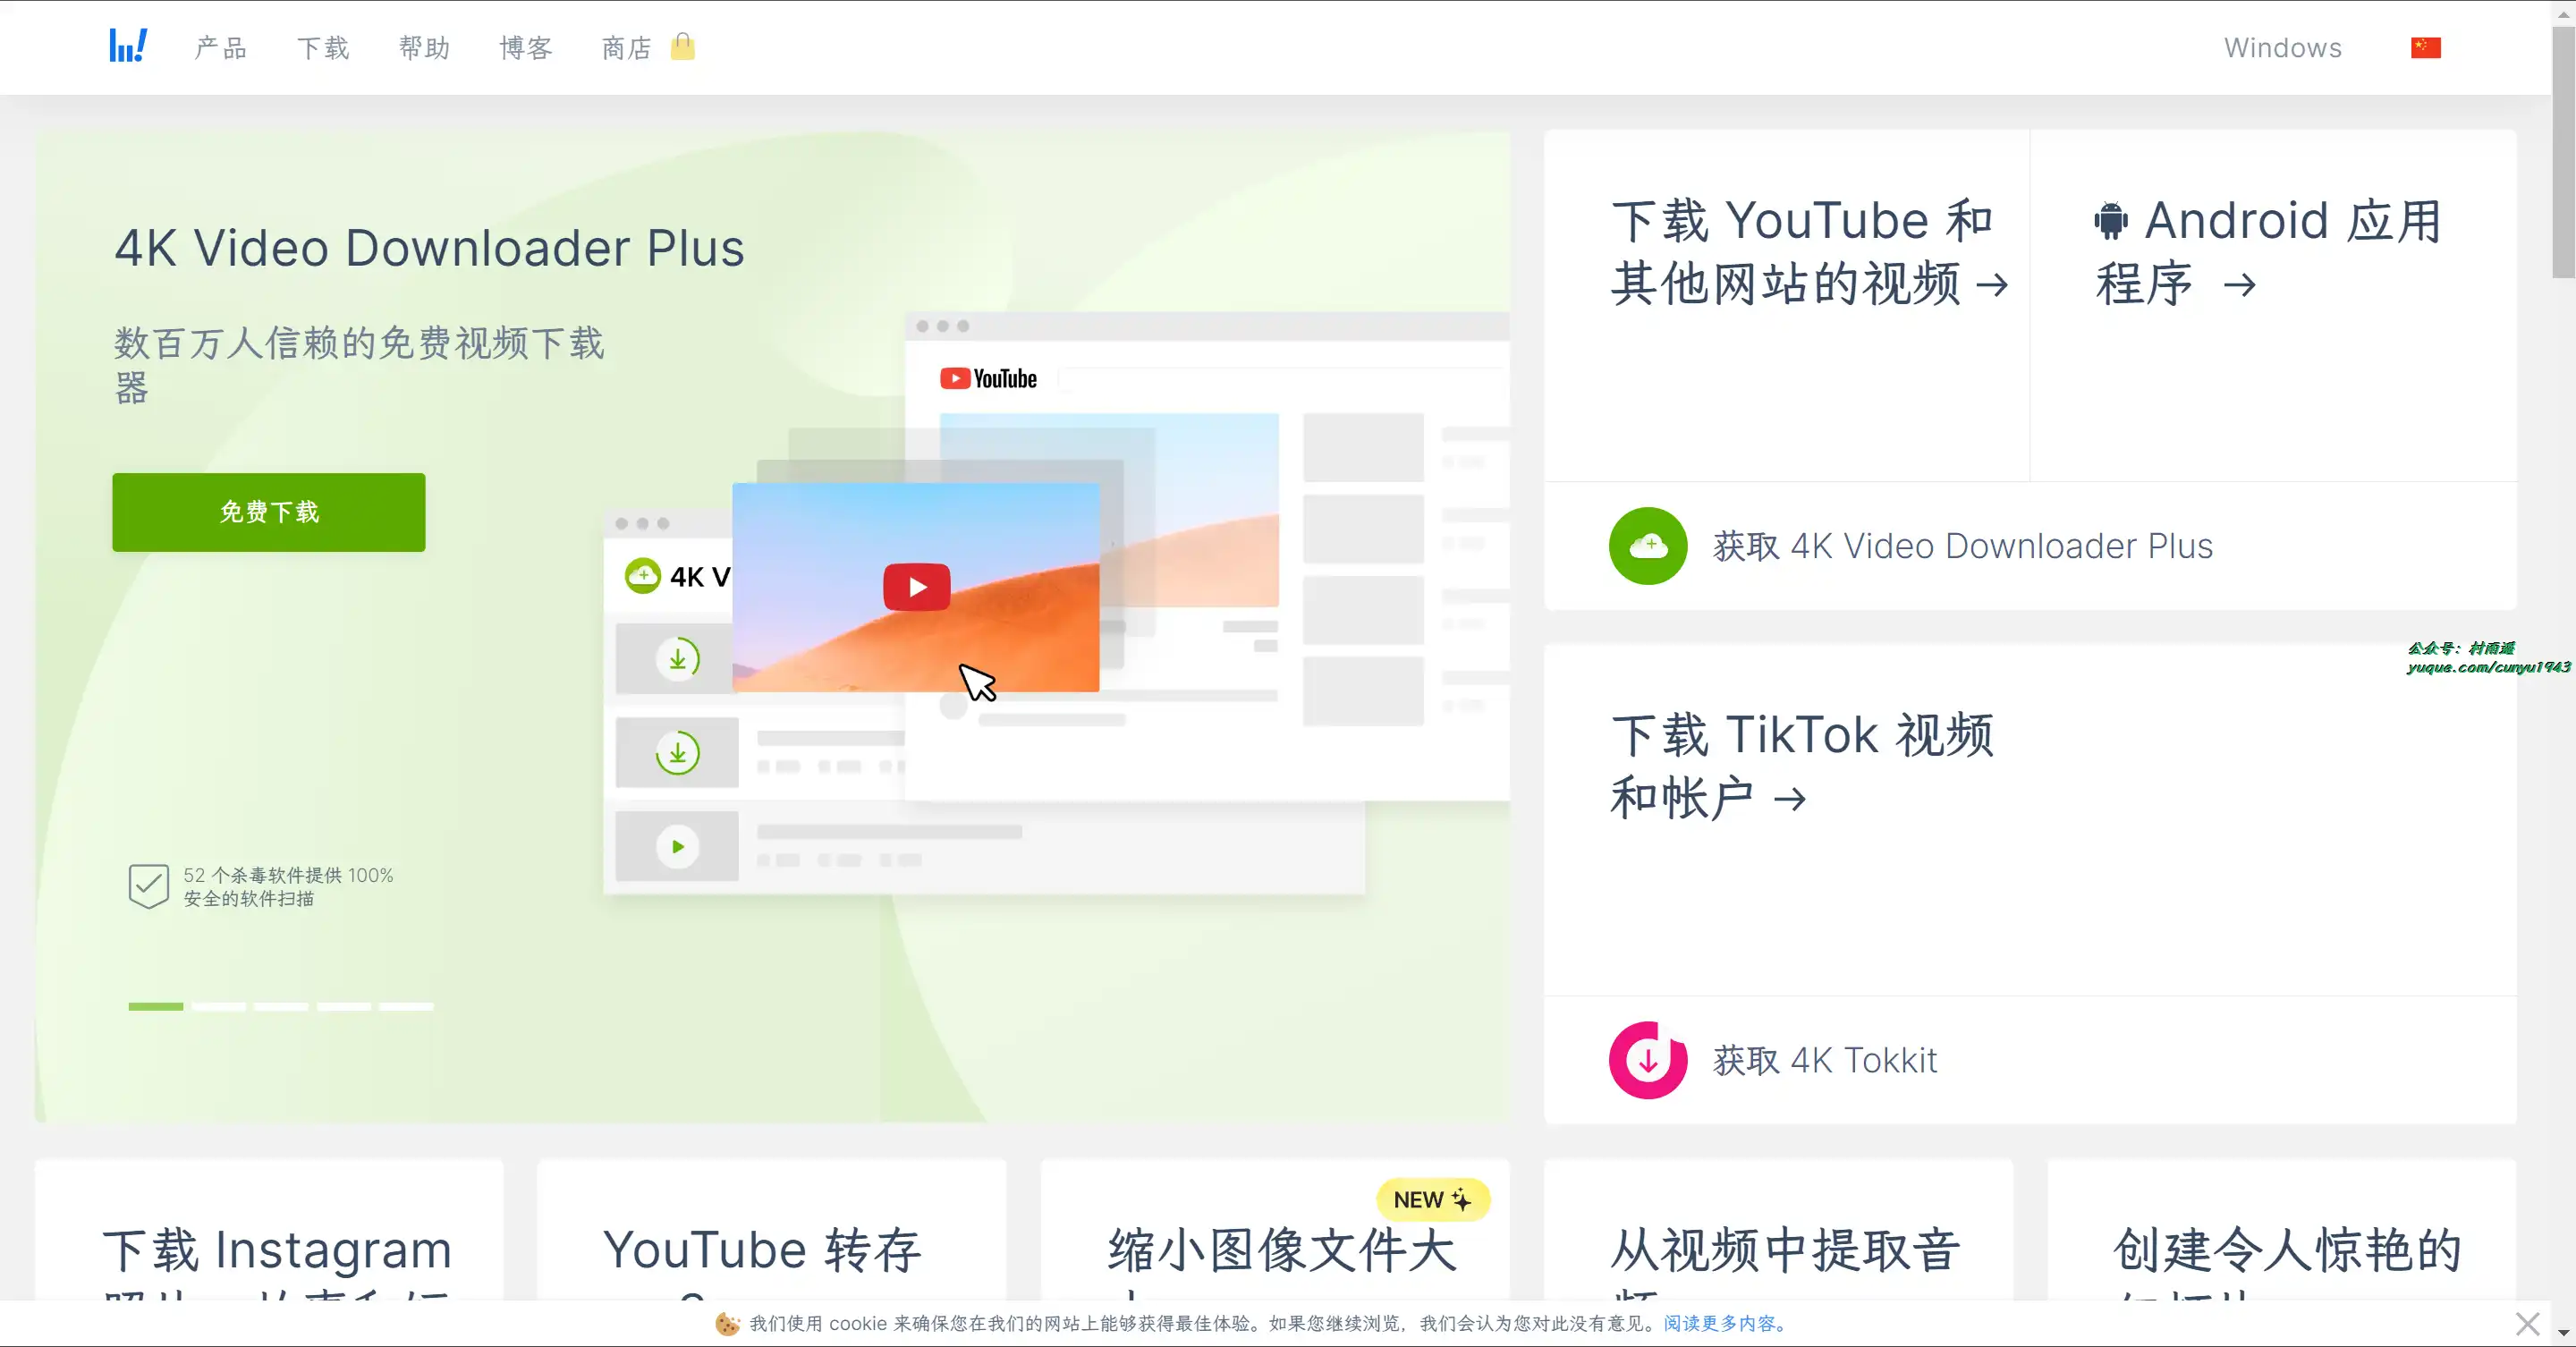 产品 下载 帮助 博客 商店 Windows
4K Video Downloader Plus
数百万人信赖的免费视频下载
器
免费下载
YouTube
4K V
52 个杀毒软件提供 100%
安全的软件扫描
下载 YouTube 和
其他网站的视频 →
Android 应用
程序 →
获取 4K Video Downloader Plus
公众号：村雨遥
yuque.com/cunyu1943
下载 TikTok 视频
和帐户 →
获取 4K Tokkit
下载 Instagram
YouTube 转存
NEW
缩小图像文件大
从视频中提取音
创建令人惊艳的
我们使用 cookie 来确保您在我们的网站上能够获得最佳体验。如果您继续浏览，我们会认为您对此没有意见。阅读更多内容。